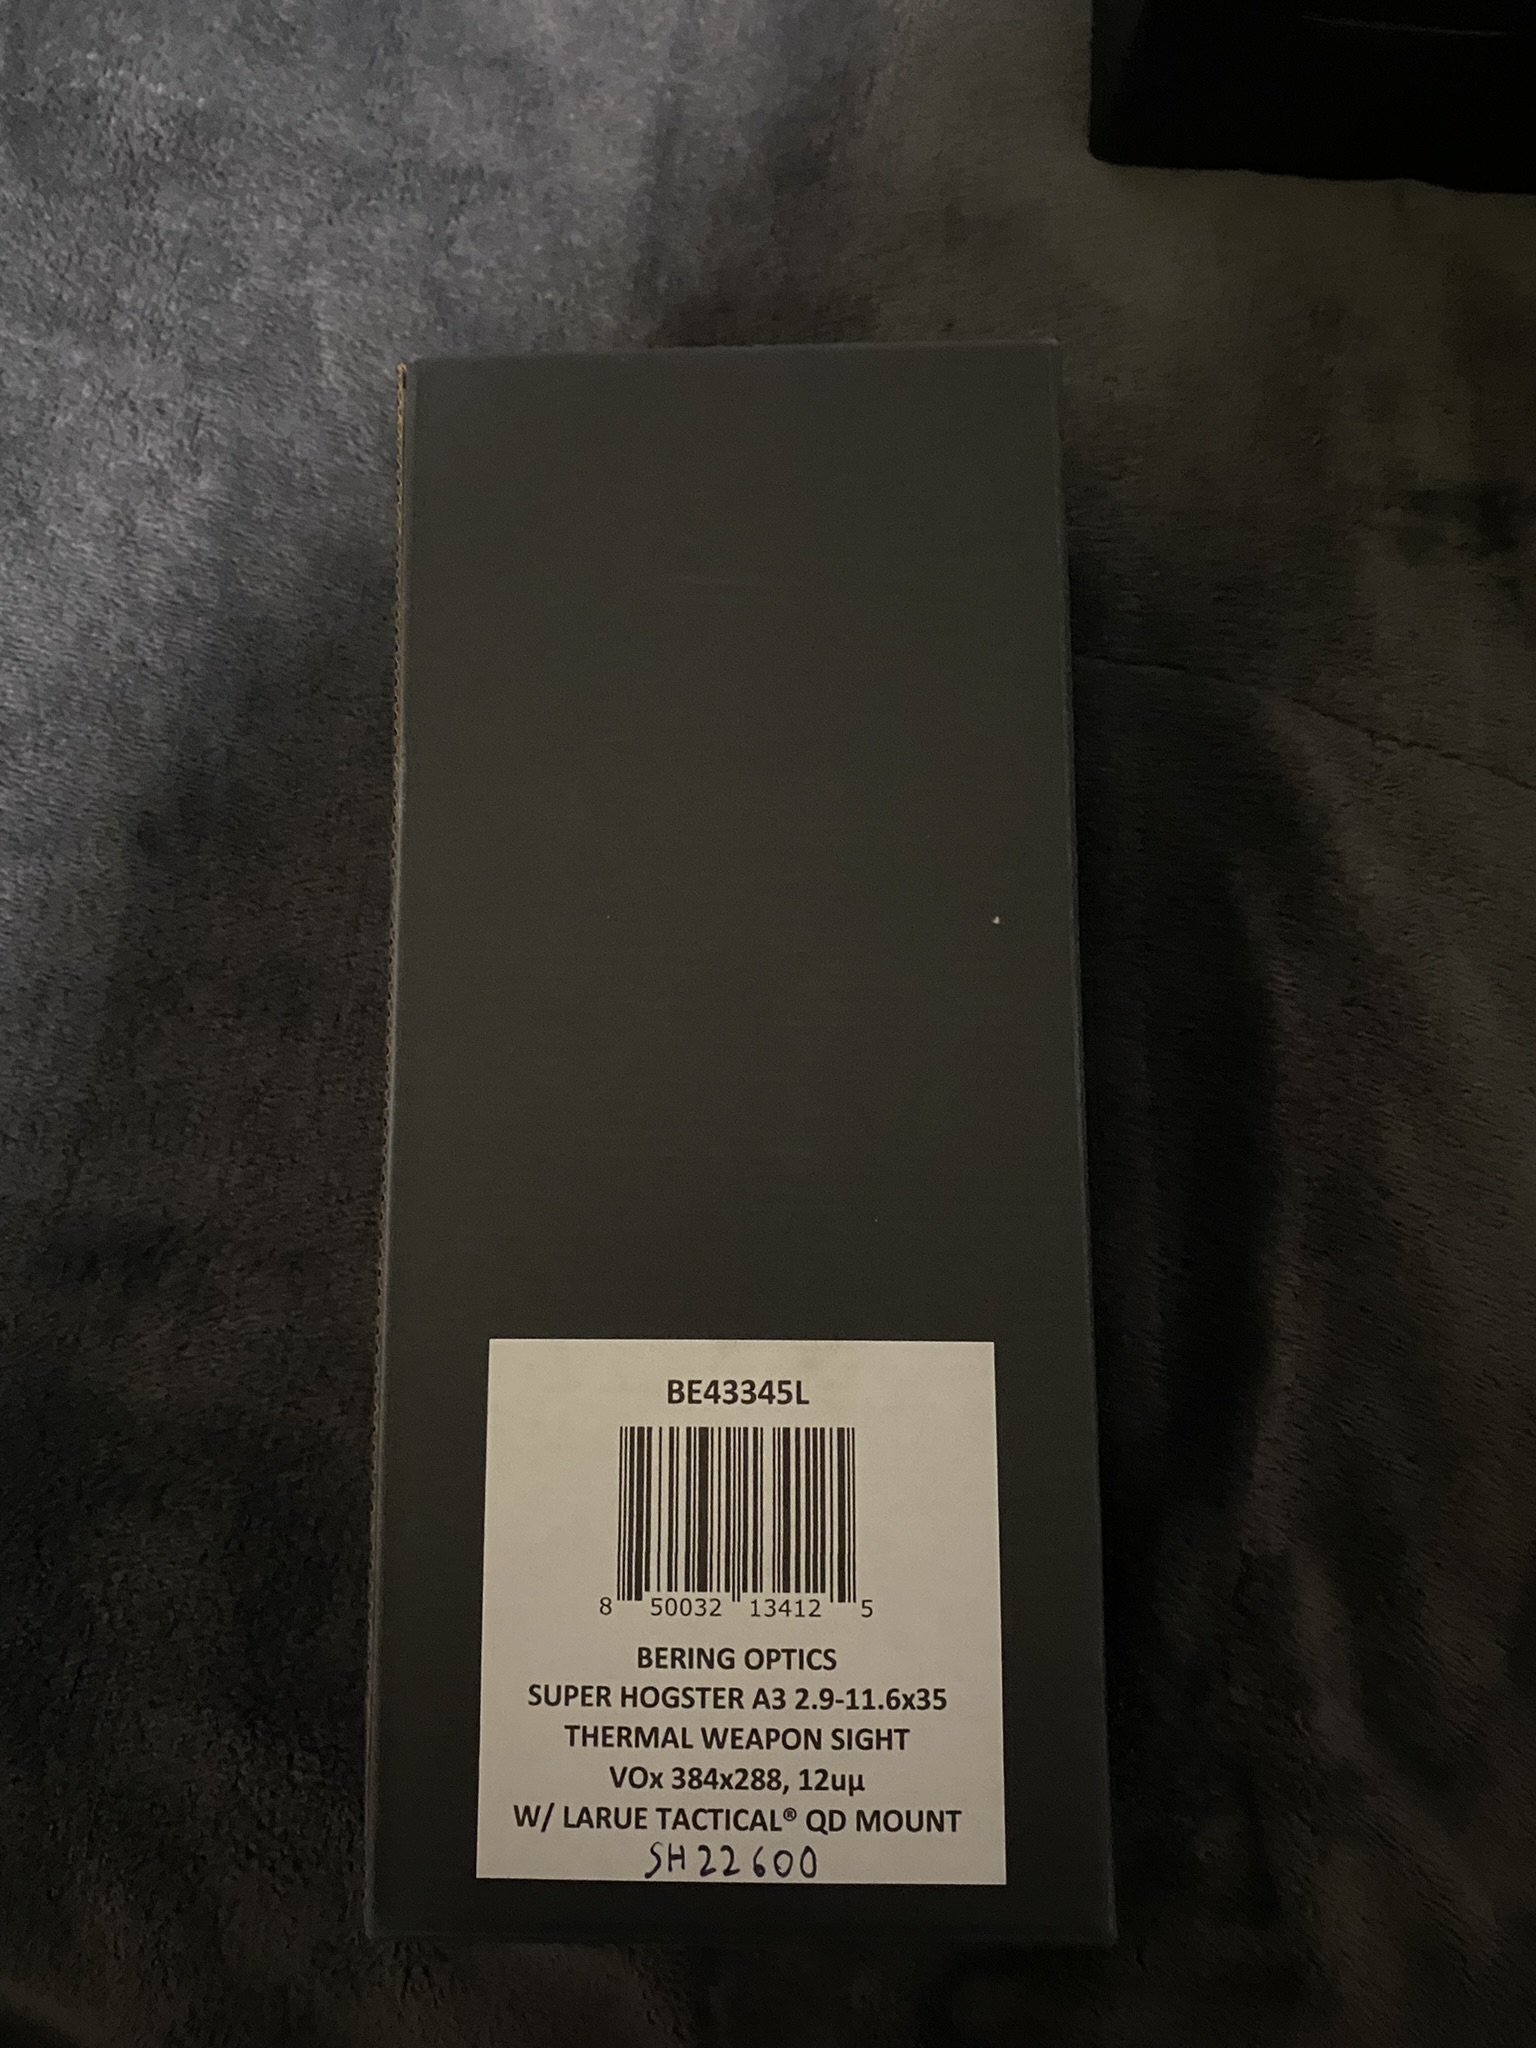 BE43345L
8 50032 13412 5
BERING OPTICS
SUPER HOGSTER A3 2.9-11.6x35
THERMAL WEAPON SIGHT
VOx 384x288, 12uµ
W/ LARUE TACTICAL® QD MOUNT
SH22600